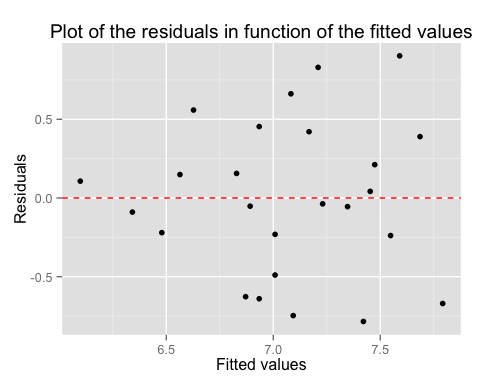 Plot of the residuals in function of the fitted values
Residuals
0.5
0.0
-0.5
6.5 7.0 7.5
Fitted values